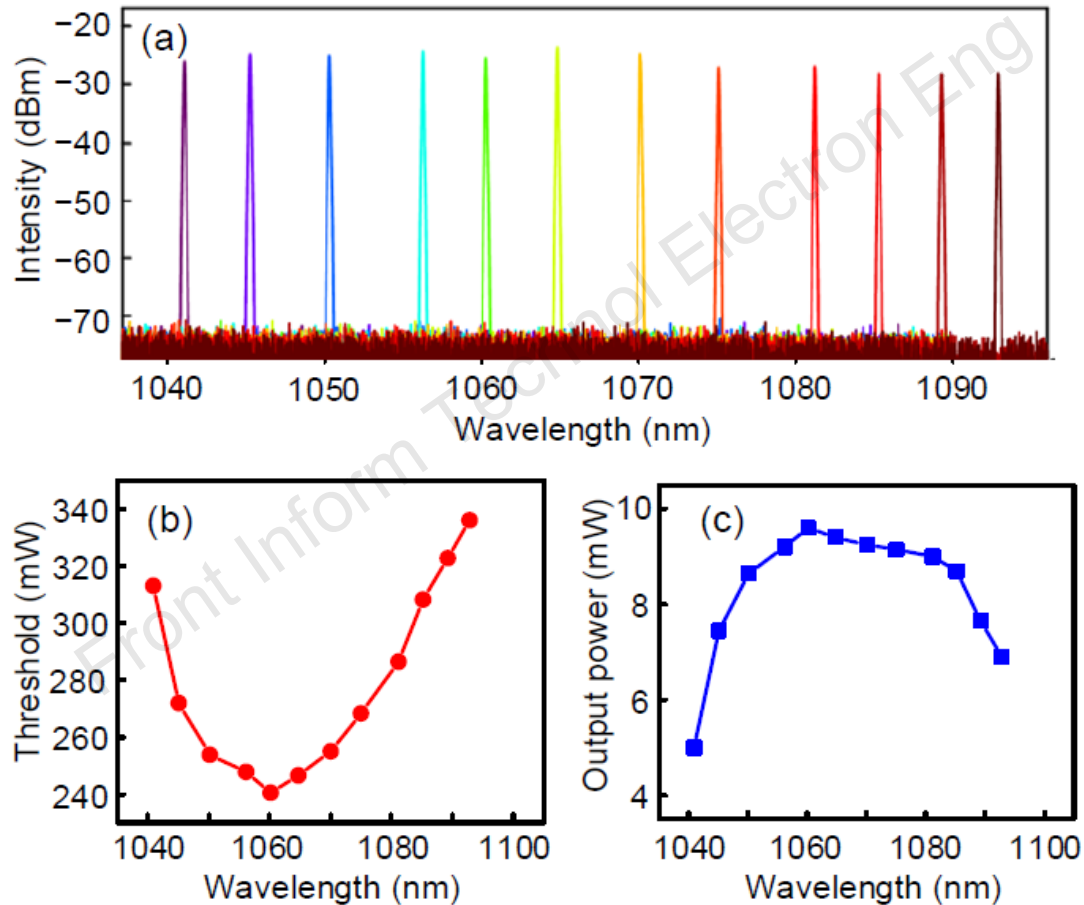 (a)
Intensity (dBm)
−20
−30
−40
−50
−60
−70
1040 1050 1060 1070 1080 1090
Wavelength (nm)
(b)
Threshold (mW)
340
320
300
280
260
240
1040 1060 1080 1100
Wavelength (nm)
(c)
Output power (mW)
10
8
6
4
1040 1060 1080 1100
Wavelength (nm)
Front Inform Technol Electron Eng